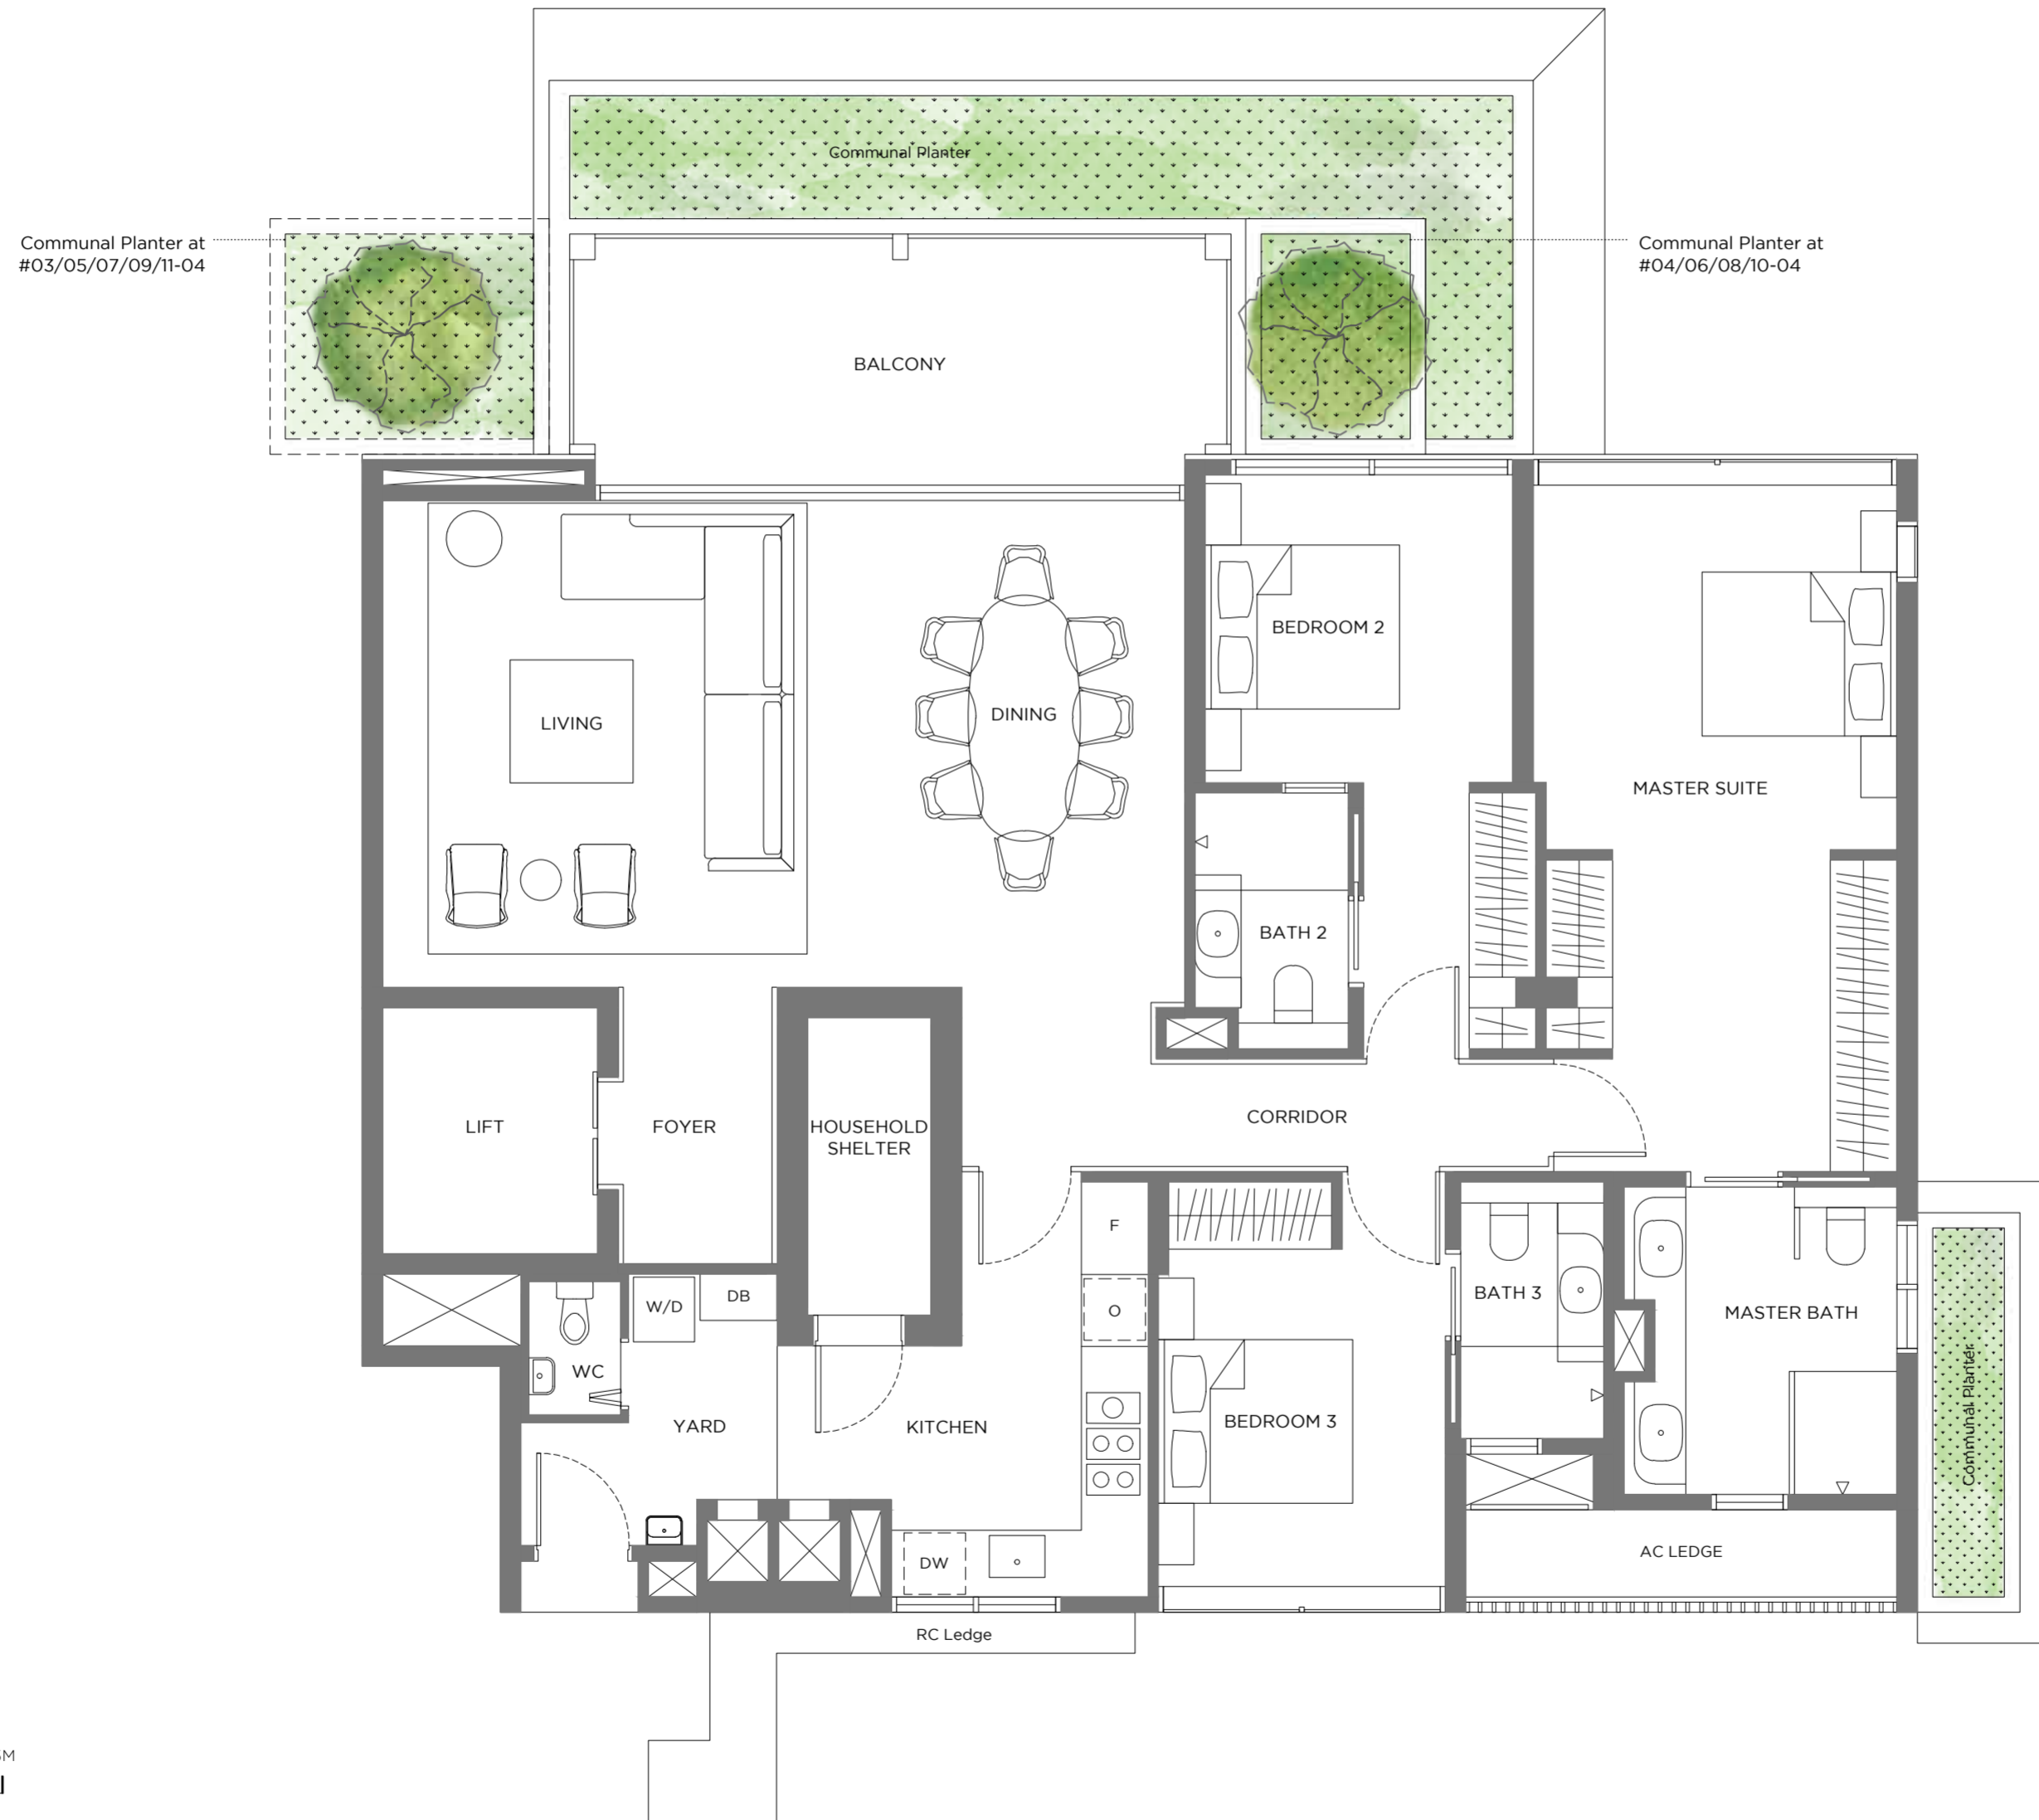 Communal Planter
Communal Planter at
#03/05/07/09/11-04
Communal Planter at
#04/06/08/10-04
BALCONY
BEDROOM 2
LIVING
DINING
MASTER SUITE
BATH 2
CORRIDOR
LIFT
FOYER
HOUSEHOLD
SHELTER
F
W/D
DB
O
BATH 3
MASTER BATH
WC
YARD
KITCHEN
BEDROOM 3
Communal Planter
DW
AC LEDGE
RC Ledge